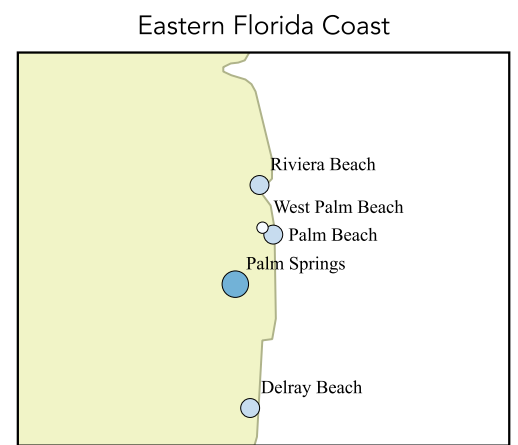 Eastern Florida Coast
Riviera Beach
West Palm Beach
Palm Beach
Palm Springs
Delray Beach